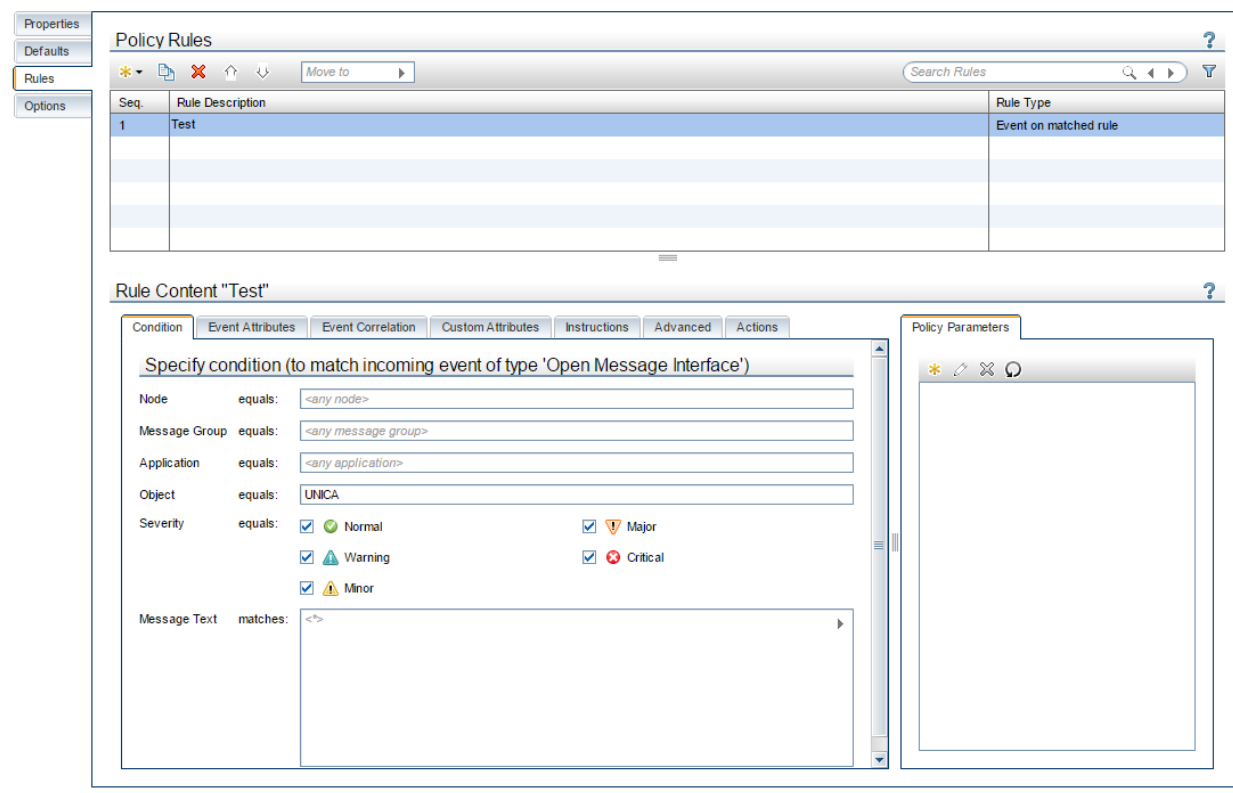 Properties
Defaults
Rules
Options
Policy Rules
?
Move to
Search Rules
Seq. Rule Description Rule Type
1 Test Event on matched rule
Rule Content "Test"
?
Condition Event Attributes Event Correlation Custom Attributes Instructions Advanced Actions
Policy Parameters
Specify condition (to match incoming event of type 'Open Message Interface')
Node equals: <any node>
Message Group equals: <any message group>
Application equals: <any application>
Object equals: UNICA
Severity equals: Normal Major
Warning Critical
Minor
Message Text matches: <*>